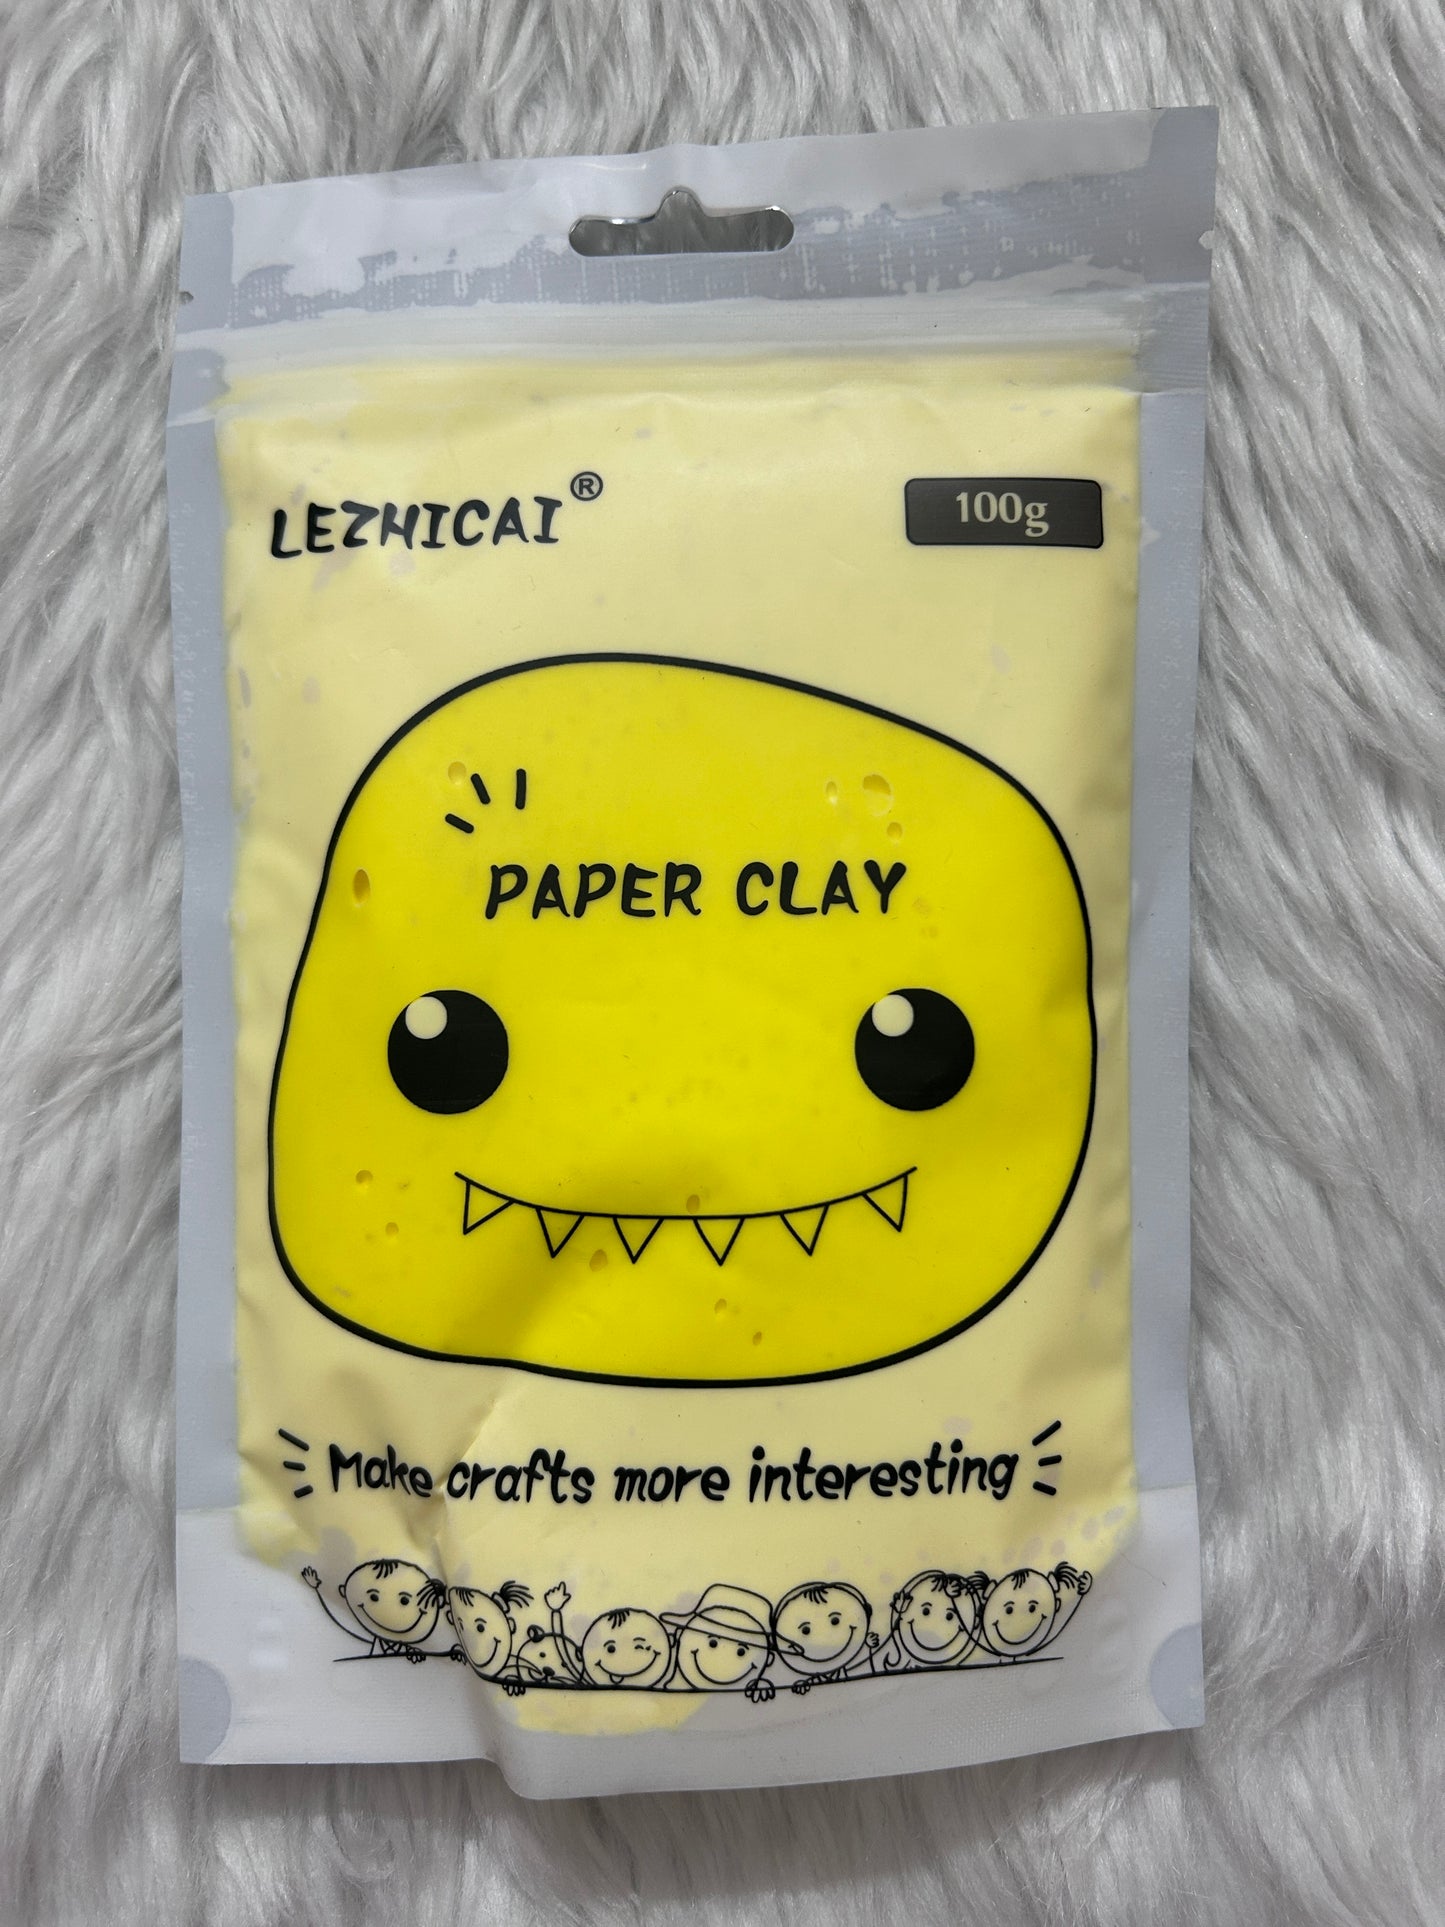 LEZHICAI®
100g
PAPER CLAY
Make crafts more interesting